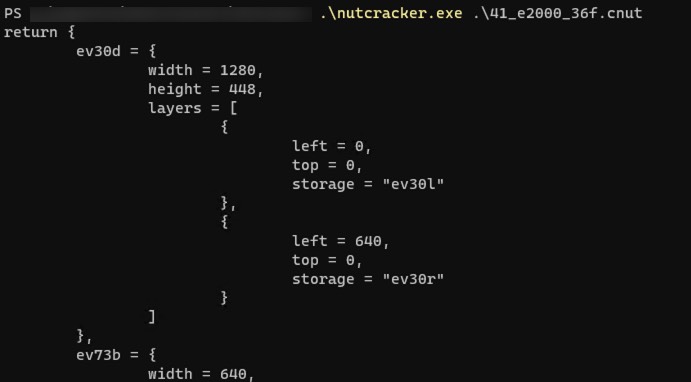 PS .\nutcracker.exe .\41_e2000_36f.cnut
return {
ev30d = {
width = 1280,
height = 448,
layers = [
{
left = 0,
top = 0,
storage = "ev30l"
},
{
left = 640,
top = 0,
storage = "ev30r"
}
]
},
ev73b = {
width = 640,